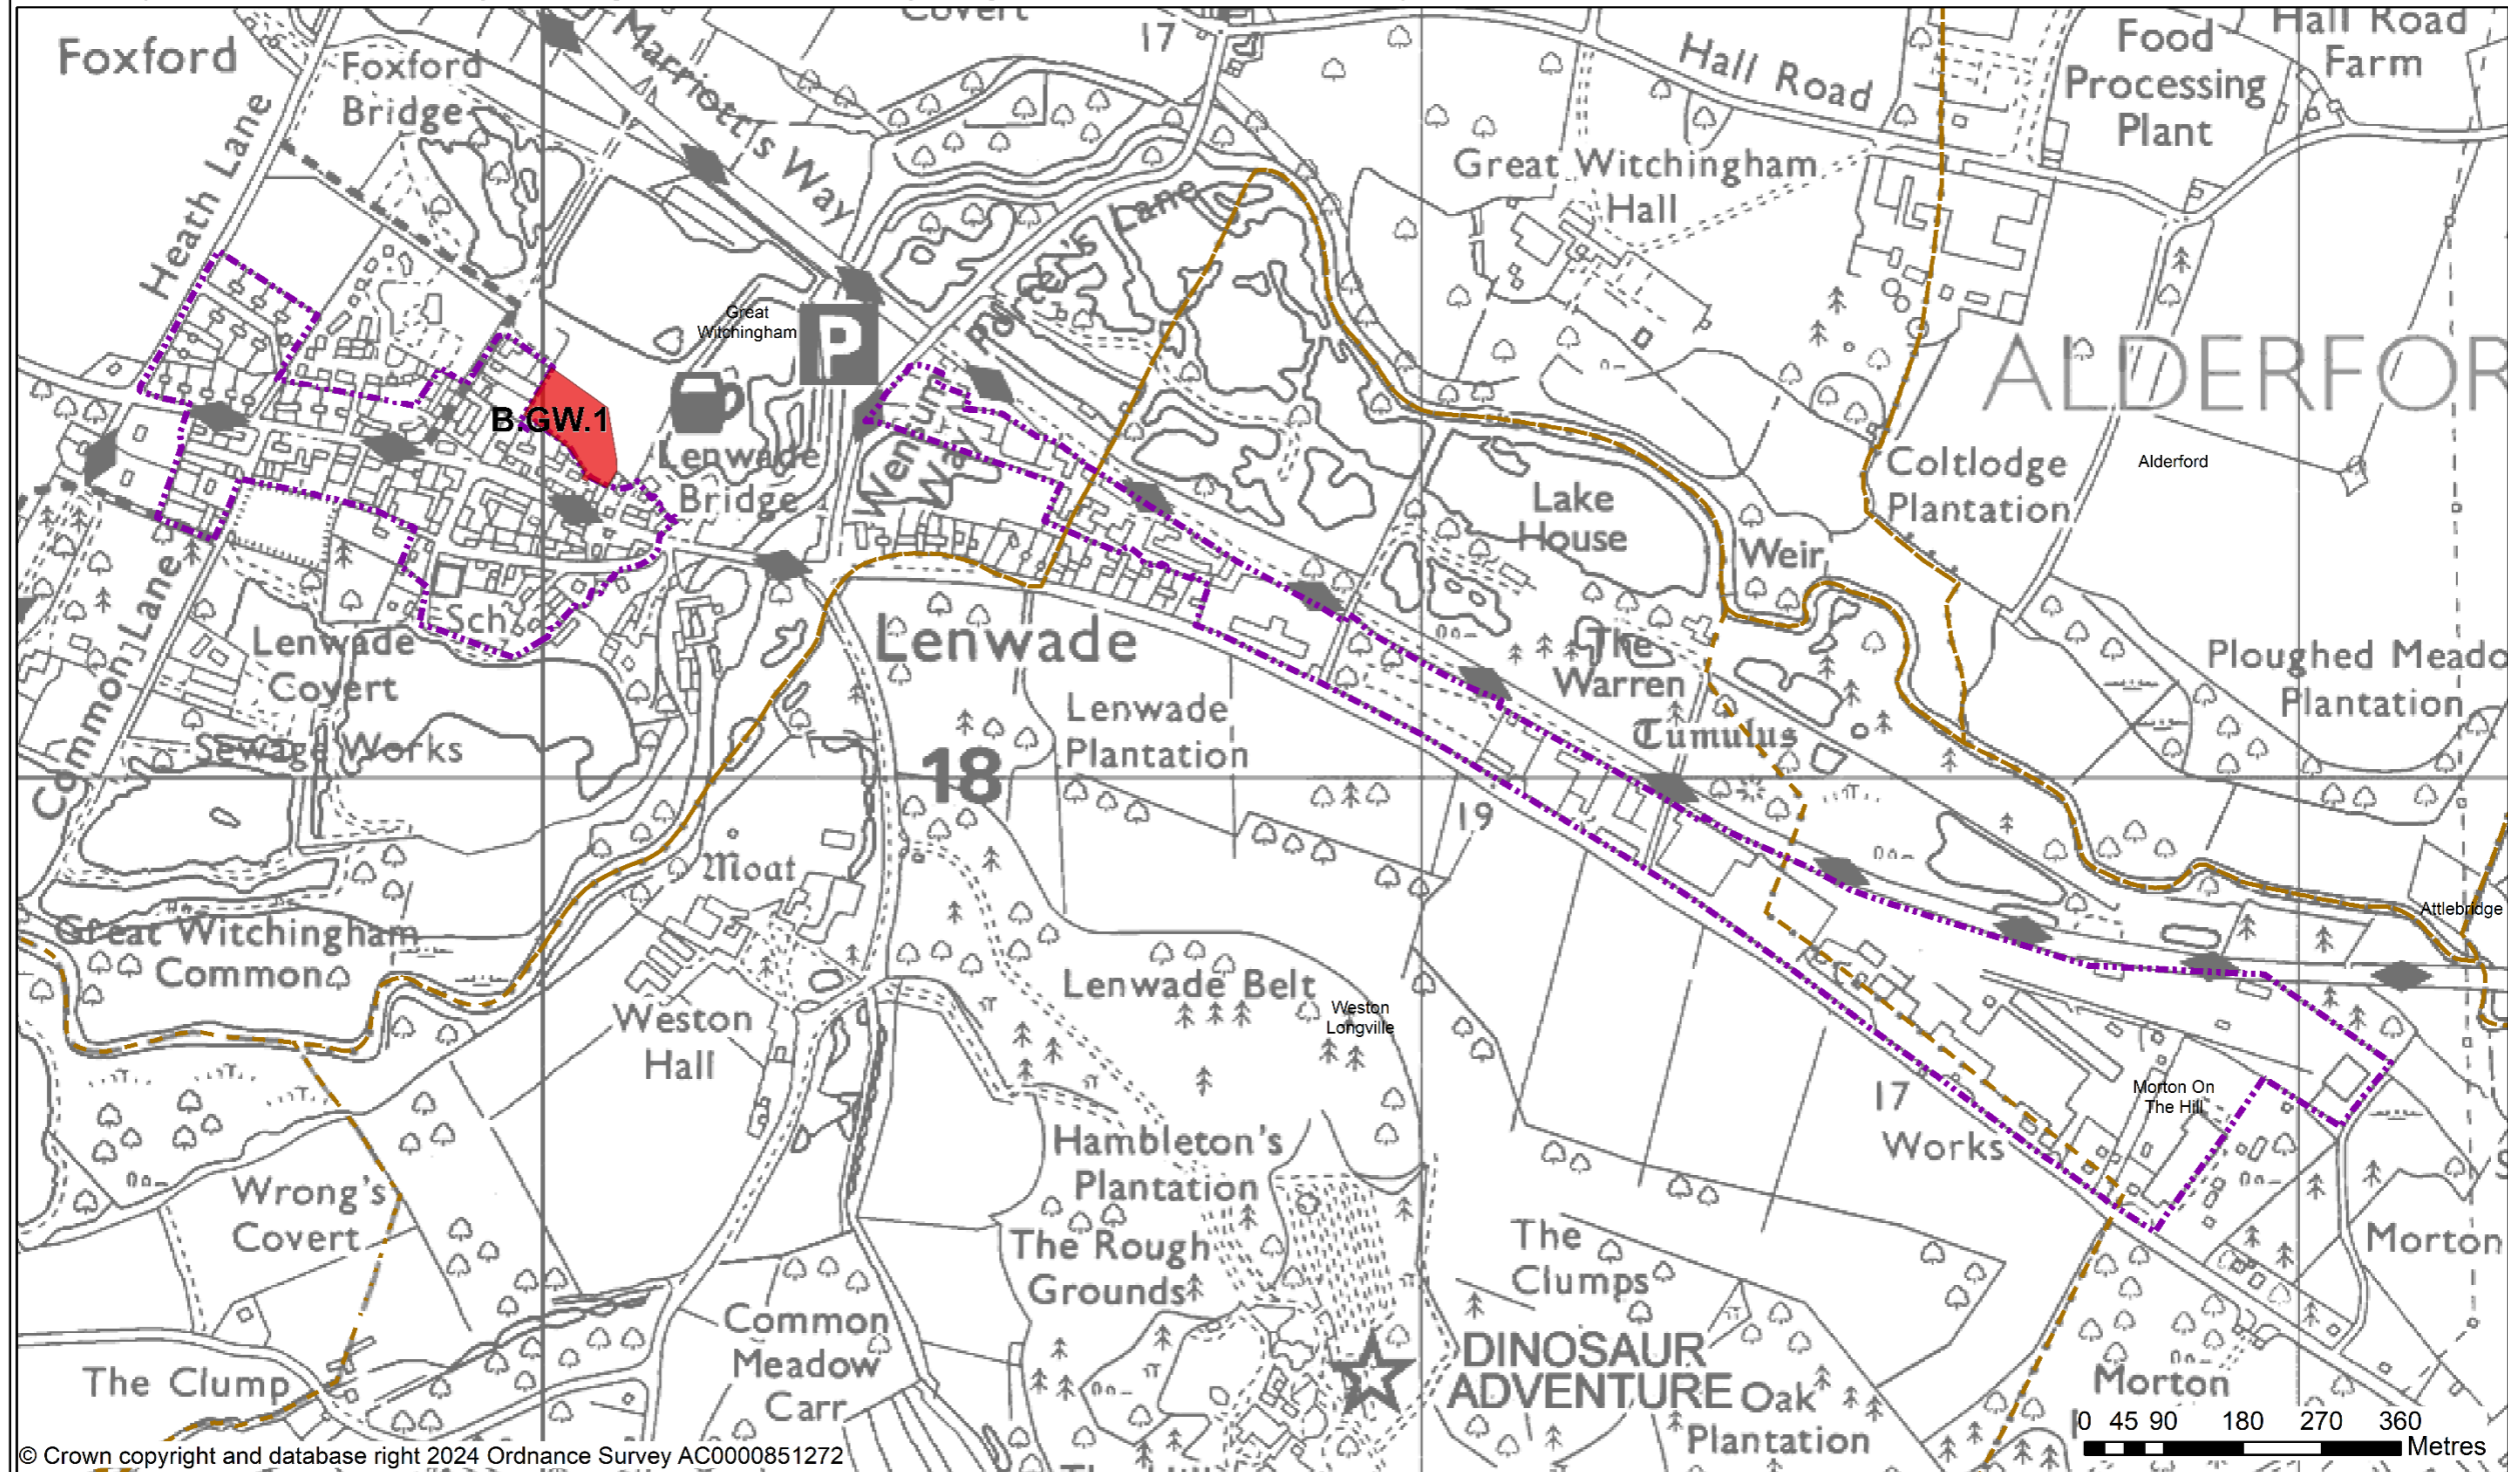 Covert
17
Hall Road
Food
Processing
Plant
Hall Road
Farm
Foxford
Foxford
Bridge
Marriott's Way
Heath Lane
Great Witchingham
Hall
Porter's Lane
Great
Witchingham
P
ALDERFOR
B.GW.1
Lenwade
Bridge
Wensum
Way
Coltlodge
Plantation
Alderford
Lake
House
Weir
Sch
Lenwade
Covert
Lenwade
The
Warren
Ploughed Meado
Plantation
Common Lane
Sewage Works
Lenwade
Plantation
Tumulus
18
19
Moat
Great Witchingham
Common
Attlebridge
Lenwade Belt
Weston
Longville
Weston
Hall
17
Works
Morton On
The Hill
Hambleton's
Plantation
Wrong's
Covert
The Rough
Grounds
The
Clumps
Morton
Common
Meadow
Carr
DINOSAUR
ADVENTURE
Oak
Plantation
The Clump
Morton
0 45 90 180 270 360
Metres
© Crown copyright and database right 2024 Ordnance Survey AC0000851272